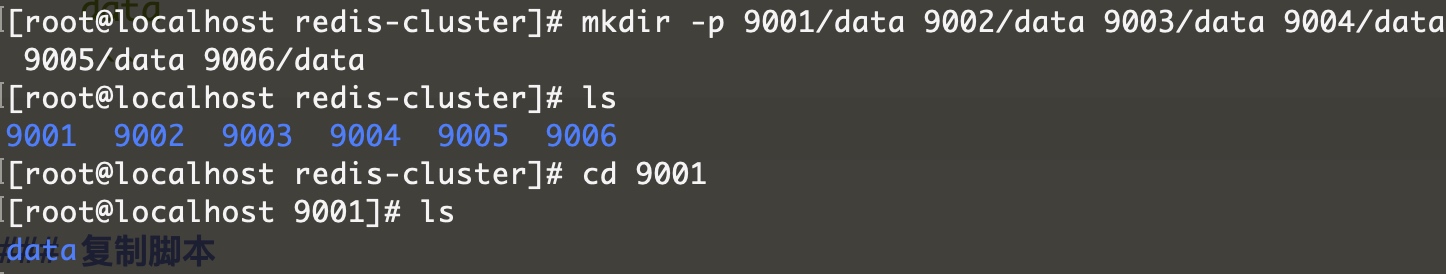 data
[root@localhost redis-cluster]# mkdir -p 9001/data 9002/data 9003/data 9004/data
9005/data 9006/data
[root@localhost redis-cluster]# ls
9001 9002 9003 9004 9005 9006
[root@localhost redis-cluster]# cd 9001
[root@localhost 9001]# ls
data
### 复制脚本